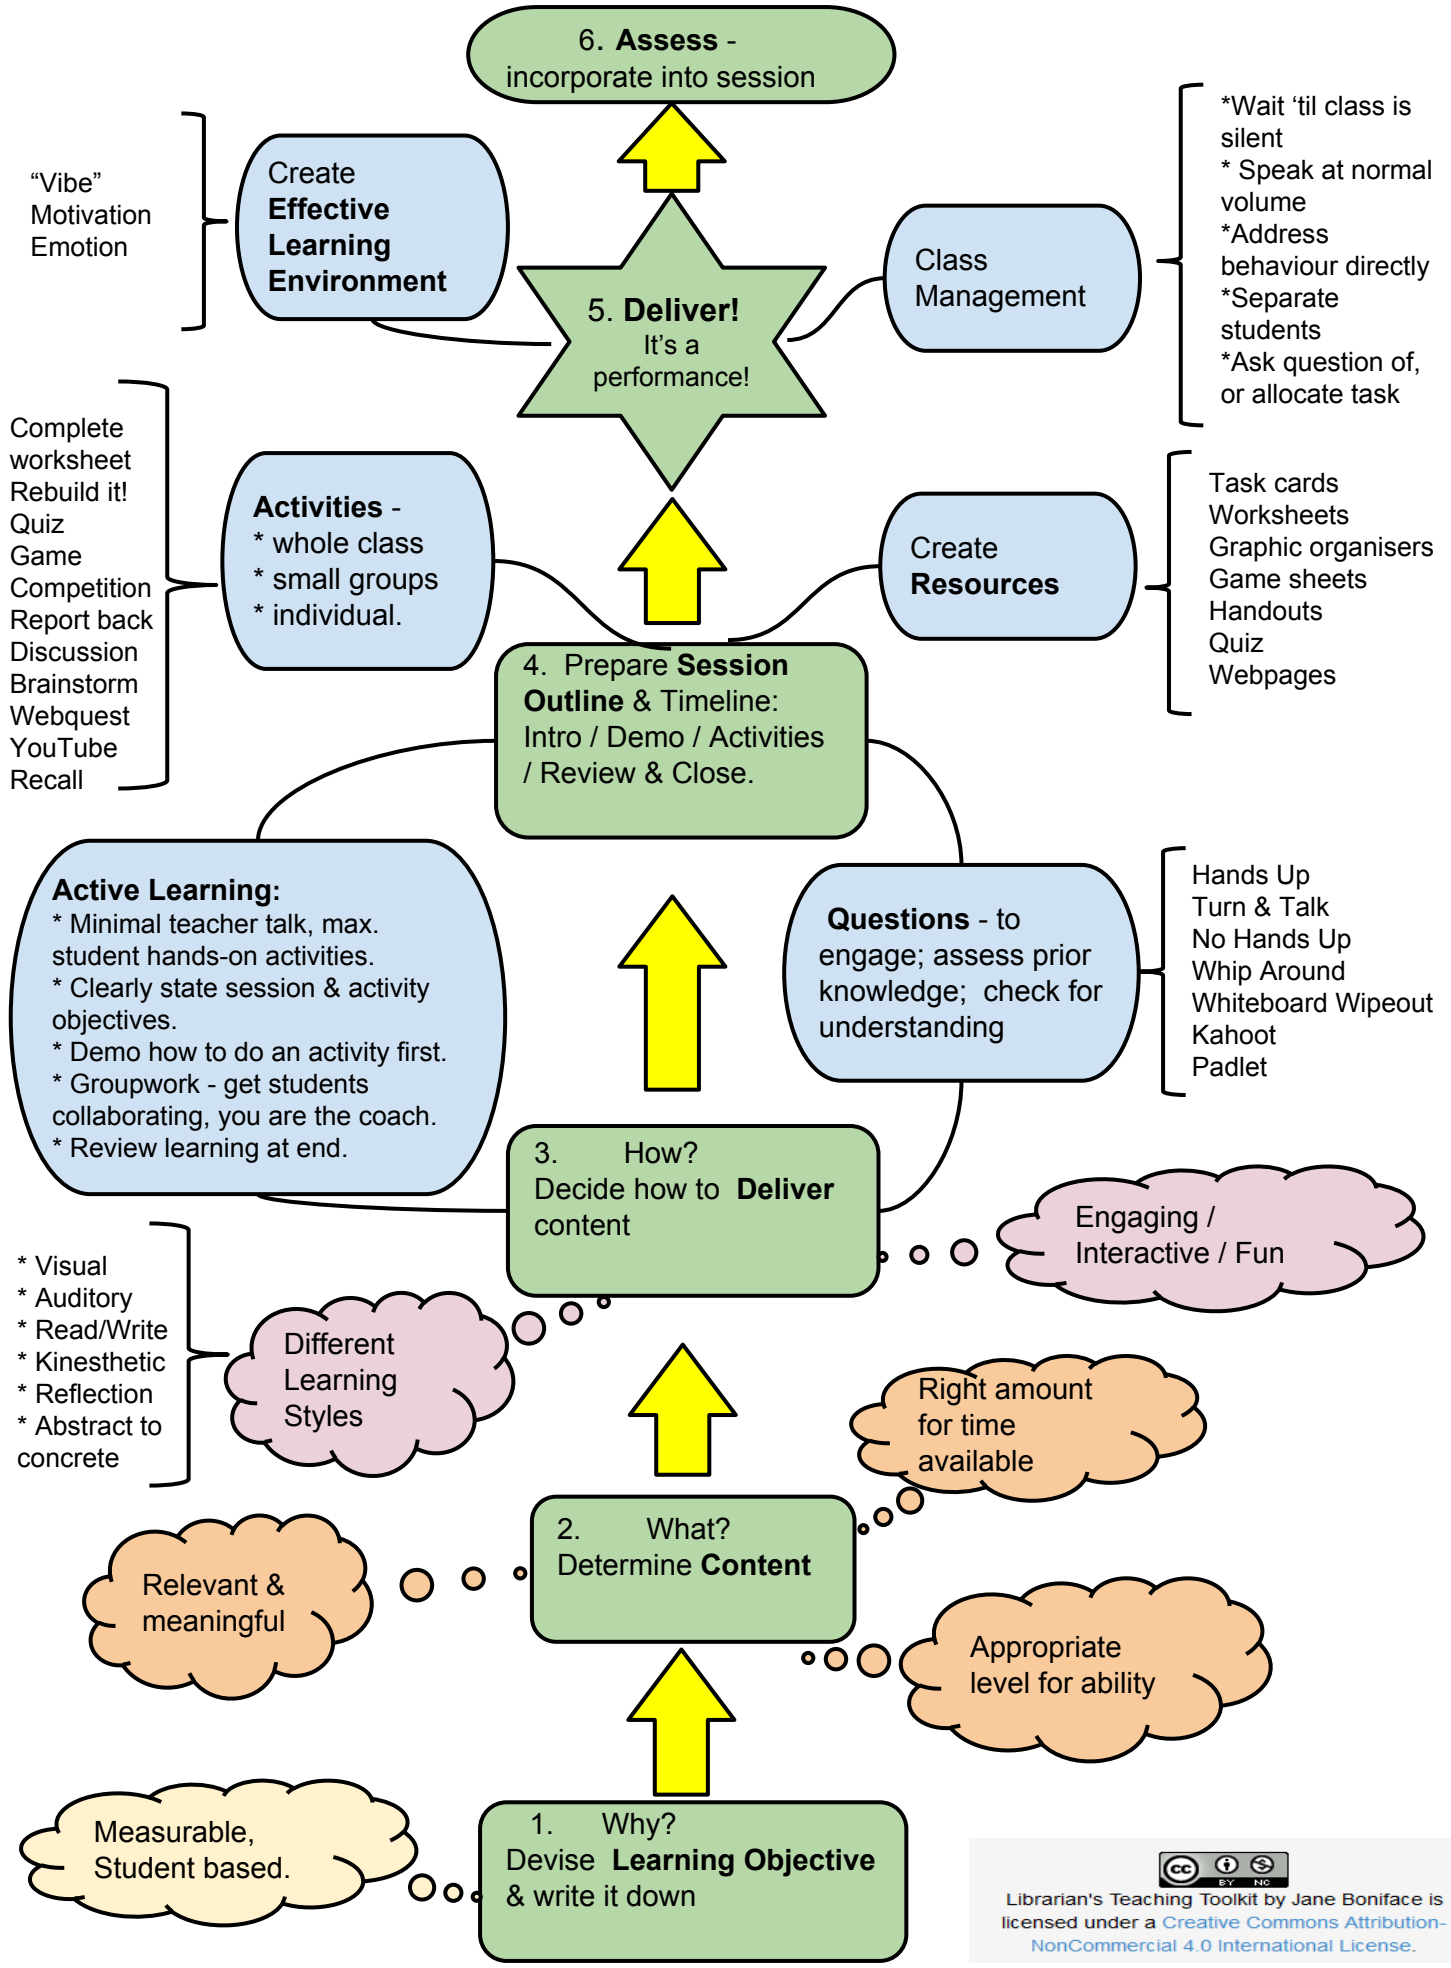 6. Assess -
incorporate into session
“Vibe”
Motivation
Emotion
Create
Effective
Learning
Environment
5. Deliver!
It’s a
performance!
Class
Management
*Wait ‘til class is
silent
* Speak at normal
volume
*Address
behaviour directly
*Separate
students
*Ask question of,
or allocate task
Complete
worksheet
Rebuild it!
Quiz
Game
Competition
Report back
Discussion
Brainstorm
Webquest
YouTube
Recall
Activities -
* whole class
* small groups
* individual.
Create
Resources
Task cards
Worksheets
Graphic organisers
Game sheets
Handouts
Quiz
Webpages
4. Prepare Session
Outline & Timeline:
Intro / Demo / Activities
/ Review & Close.
Active Learning:
* Minimal teacher talk, max.
student hands-on activities.
* Clearly state session & activity
objectives.
* Demo how to do an activity first.
* Groupwork - get students
collaborating, you are the coach.
* Review learning at end.
Questions - to
engage; assess prior
knowledge; check for
understanding
Hands Up
Turn & Talk
No Hands Up
Whip Around
Whiteboard Wipeout
Kahoot
Padlet
3. How?
Decide how to Deliver
content
Engaging /
Interactive / Fun
* Visual
* Auditory
* Read/Write
* Kinesthetic
* Reflection
* Abstract to
concrete
Different
Learning
Styles
Right amount
for time
available
2. What?
Determine Content
Relevant &
meaningful
Appropriate
level for ability
1. Why?
Devise Learning Objective
& write it down
Measurable,
Student based.
cc BY NC
Librarian's Teaching Toolkit by Jane Boniface is
licensed under a Creative Commons Attribution-
NonCommercial 4.0 International License.